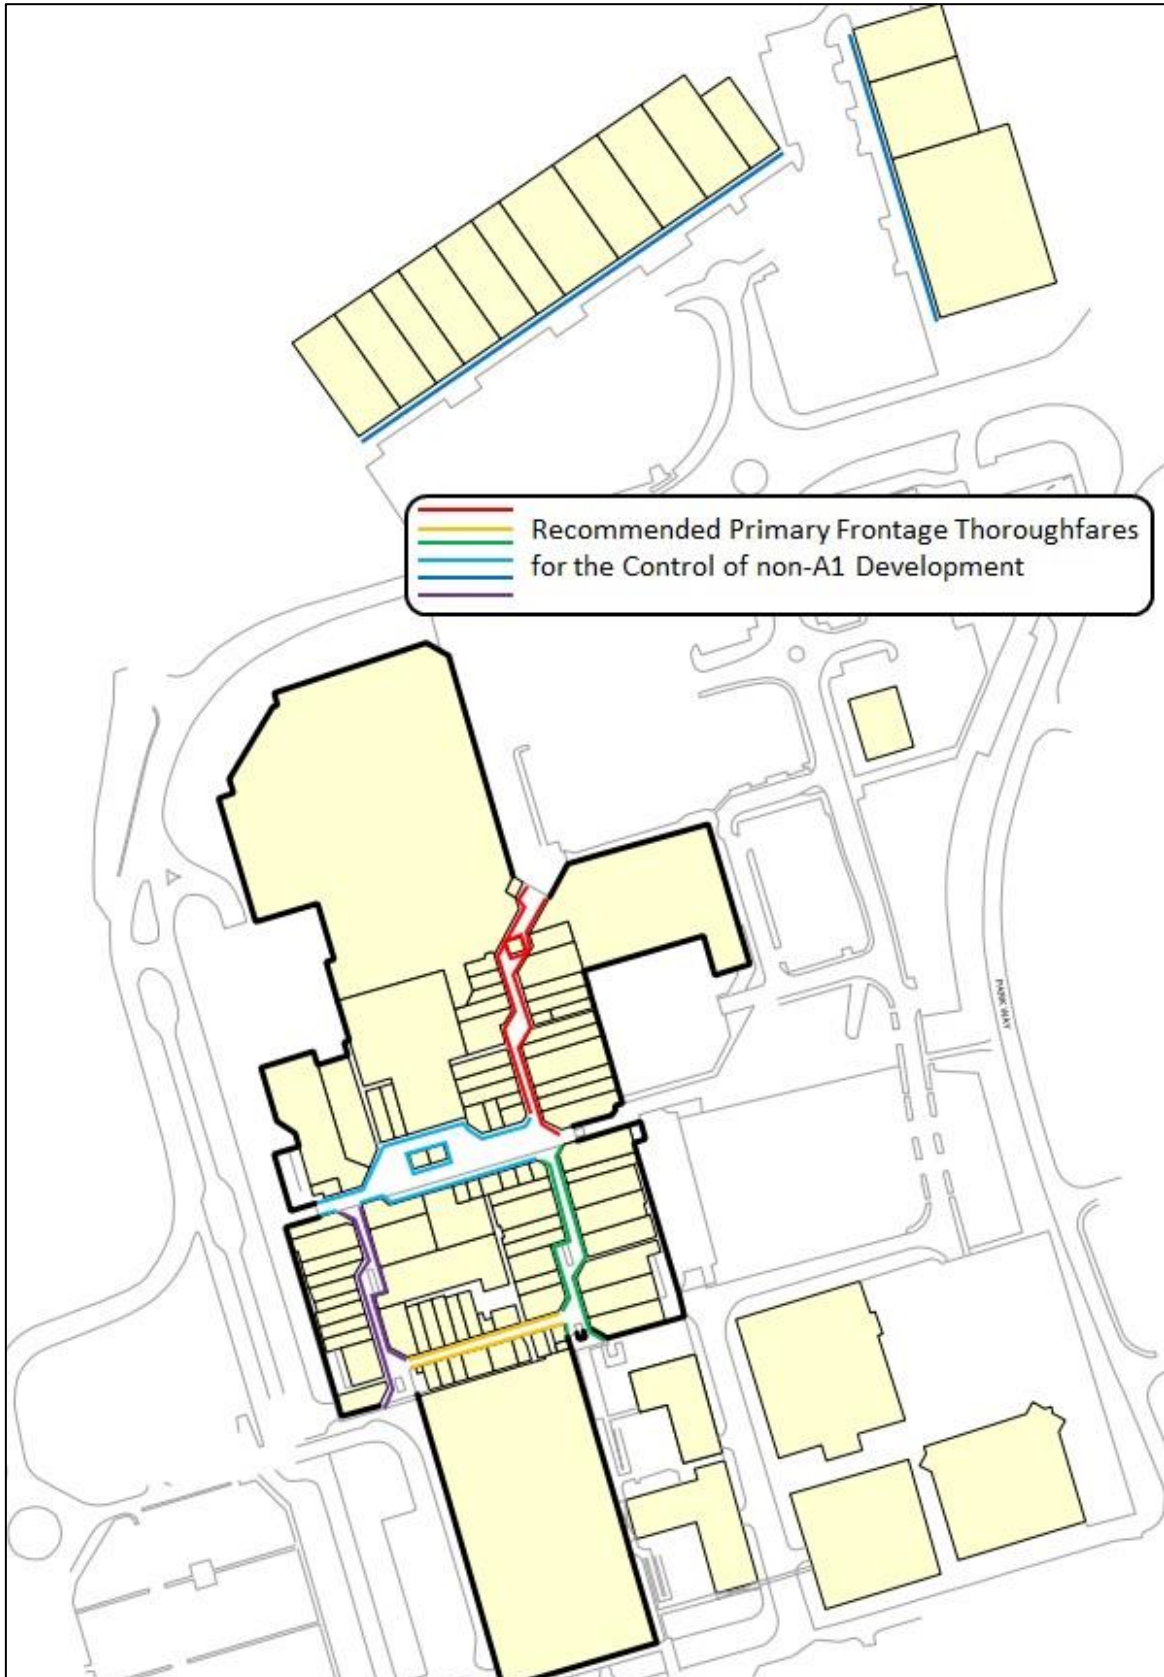 Recommended Primary Frontage Thoroughfares
for the Control of non-A1 Development
PARK WAY